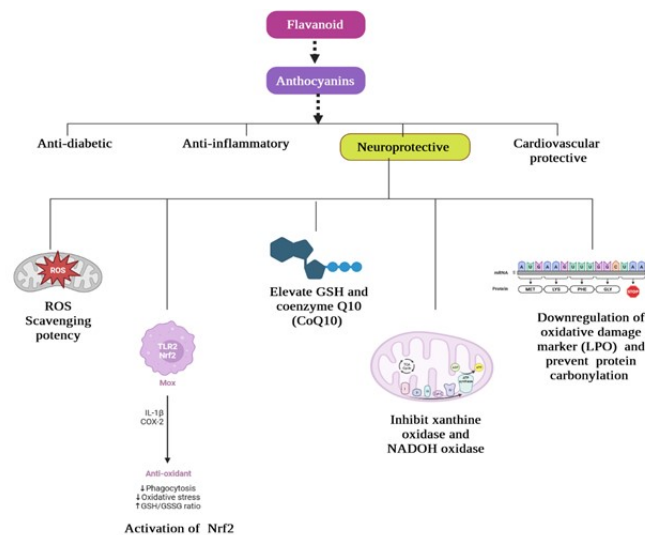 Flavanoid
Anthocyanins
Anti-diabetic
Anti-inflammatory
Neuroprotective
Cardiovascular
protective
ROS
ROS
Scavenging
potency
TLR2
Nrf2
Mox
IL-1β
COX-2
Anti-oxidant
↓Phagocytosis
↓Oxidative stress
↑GSH/GSSG ratio
Activation of Nrf2
Elevate GSH and
coenzyme Q10
(CoQ10)
Inhibit xanthine
oxidase and
NADOH oxidase
mRNA
Protein
MET LYS PHE GLY STOP
Downregulation of
oxidative damage
marker (LPO) and
prevent protein
carbonylation